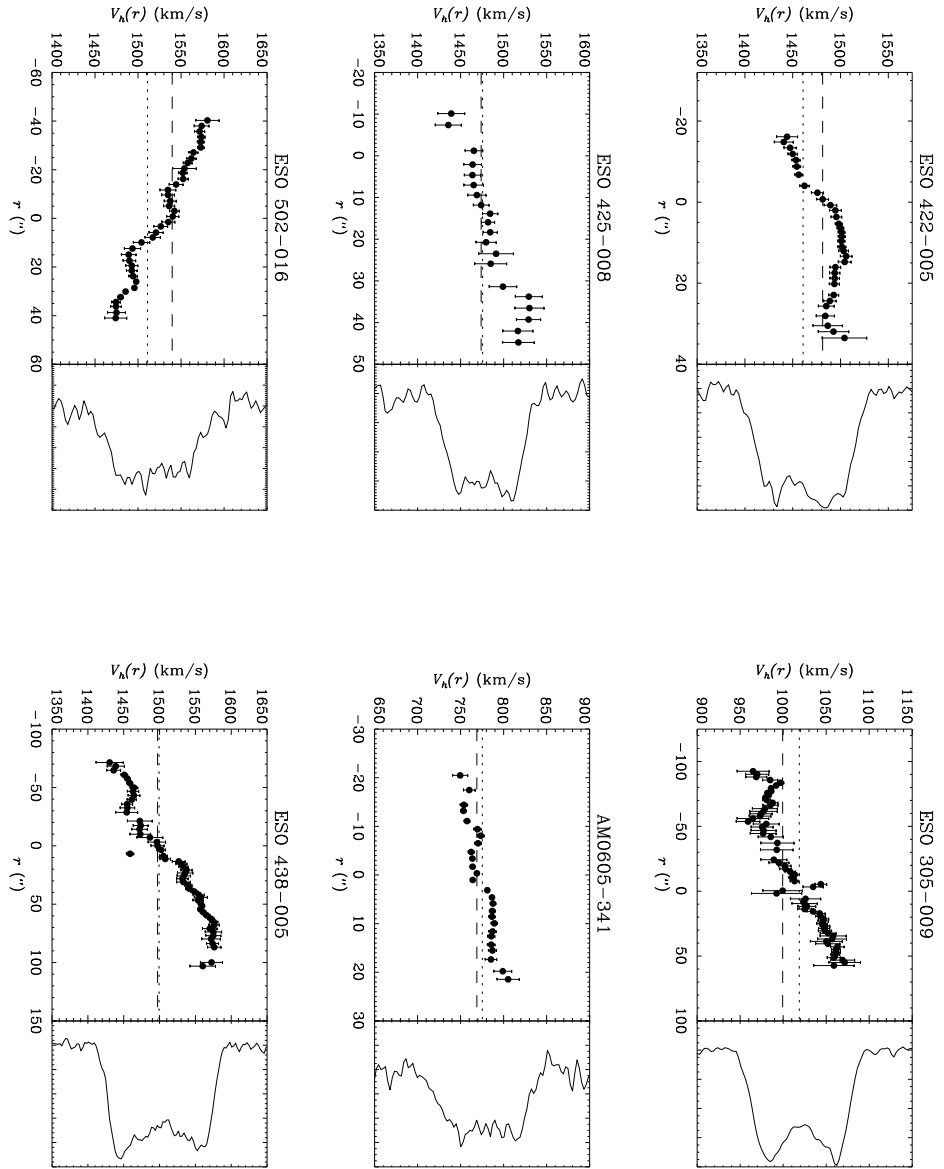 ESO 422-005
V_h(r) (km/s)
1550
1500
1450
1400
1350
-20 0 20 40
r (")
ESO 305-009
V_h(r) (km/s)
1150
1100
1050
1000
950
900
-100 -50 0 50 100
r (")
ESO 425-008
V_h(r) (km/s)
1600
1550
1500
1450
1400
1350
-20 -10 0 10 20 30 40 50
r (")
AM0605-341
V_h(r) (km/s)
900
850
800
750
700
650
-30 -20 -10 0 10 20 30
r (")
ESO 502-016
V_h(r) (km/s)
1650
1600
1550
1500
1450
1400
-60 -40 -20 0 20 40 60
r (")
ESO 438-005
V_h(r) (km/s)
1650
1600
1550
1500
1450
1400
1350
-100 -50 0 50 100 150
r (")